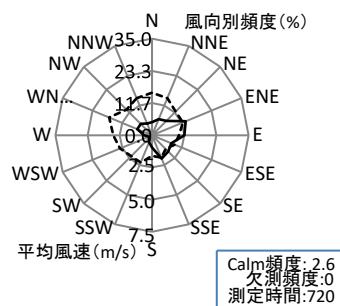 N
風向別頻度(%)
35.0
NNW
NNE
NW
23.3
NE
WN...
11.7
ENE
W
0.0
E
WSW
2.5
ESE
SW
5.0
SE
SSW
SSE
平均風速(m/s)
7.5
S
Calm頻度: 2.6
欠測頻度:0
測定時間:720